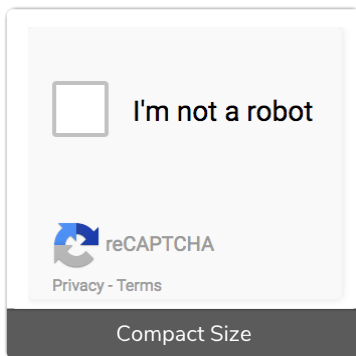 I'm not a robot
reCAPTCHA
Privacy - Terms
Compact Size